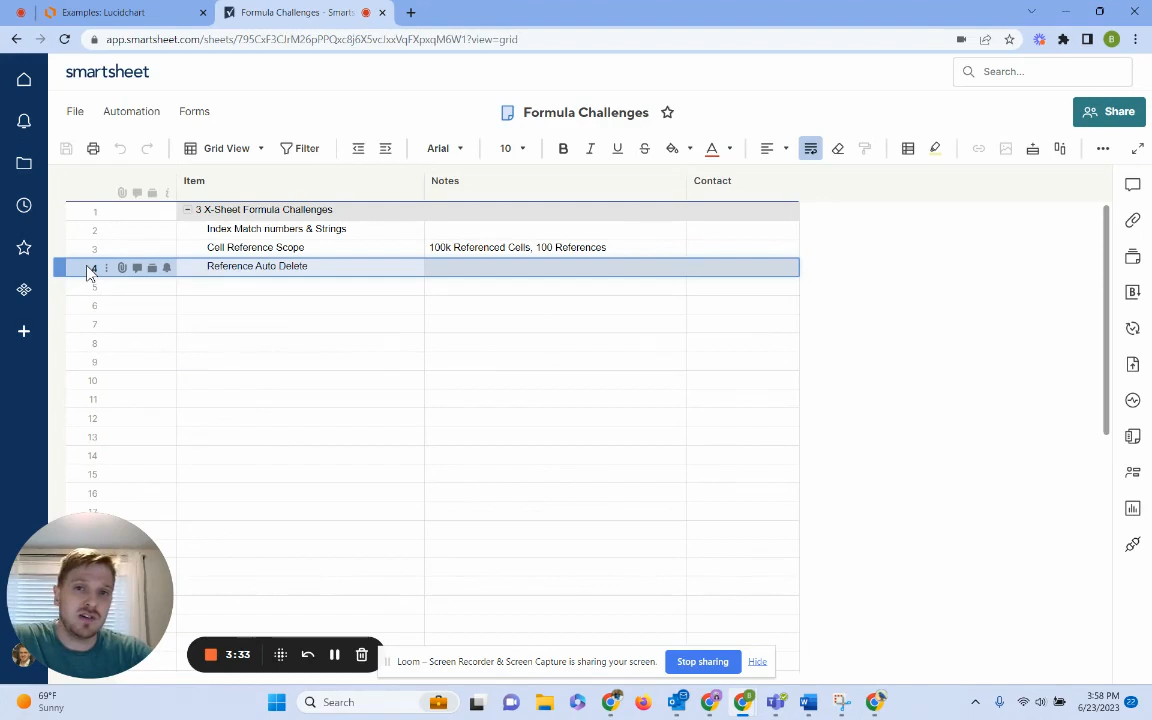 Examples: Lucidchart
Formula Challenges - Smarts
app.smartsheet.com/sheets/795CxF3CJrM26pPPQxc8j6X5vcJxxVqFXpxqM6W1?view=grid
B
smartsheet
Search...
File
Automation
Forms
Formula Challenges
Share
Grid View
Filter
Arial
10
B
I
U
S
A
Item
Notes
Contact
1
3 X-Sheet Formula Challenges
2
Index Match numbers & Strings
3
Cell Reference Scope
100k Referenced Cells, 100 References
4
Reference Auto Delete
5
6
7
8
9
10
11
12
13
14
15
16
17
3:33
Loom – Screen Recorder & Screen Capture is sharing your screen.
Stop sharing
Hide
69°F
Sunny
Search
3:58 PM
6/23/2023
22